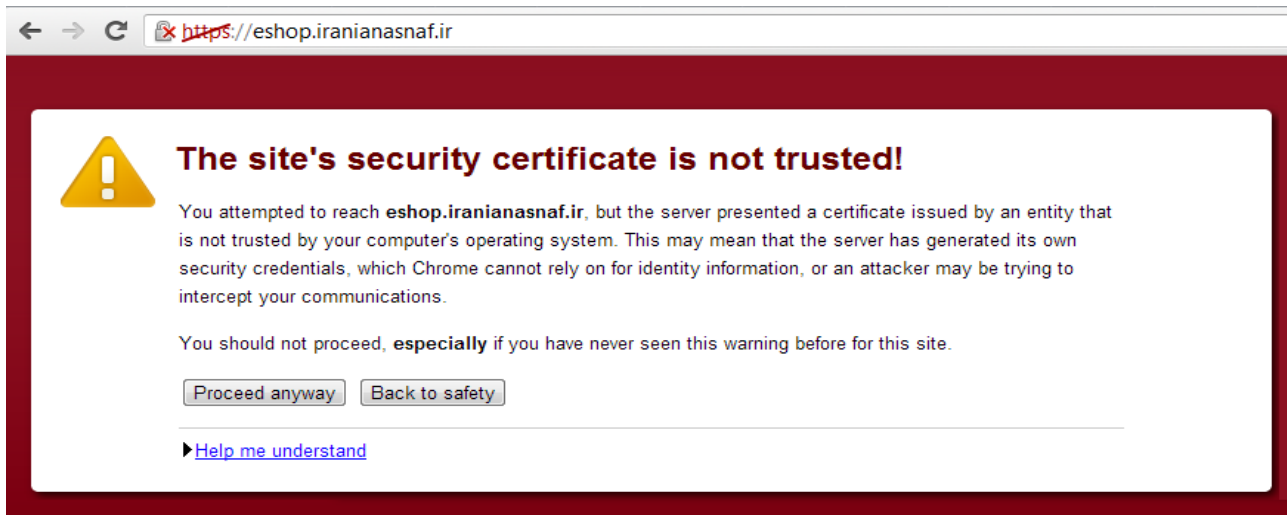 https://eshop.iranianasnaf.ir
The site's security certificate is not trusted!
You attempted to reach eshop.iranianasnaf.ir, but the server presented a certificate issued by an entity that
is not trusted by your computer's operating system. This may mean that the server has generated its own
security credentials, which Chrome cannot rely on for identity information, or an attacker may be trying to
intercept your communications.
You should not proceed, especially if you have never seen this warning before for this site.
Proceed anyway Back to safety
Help me understand